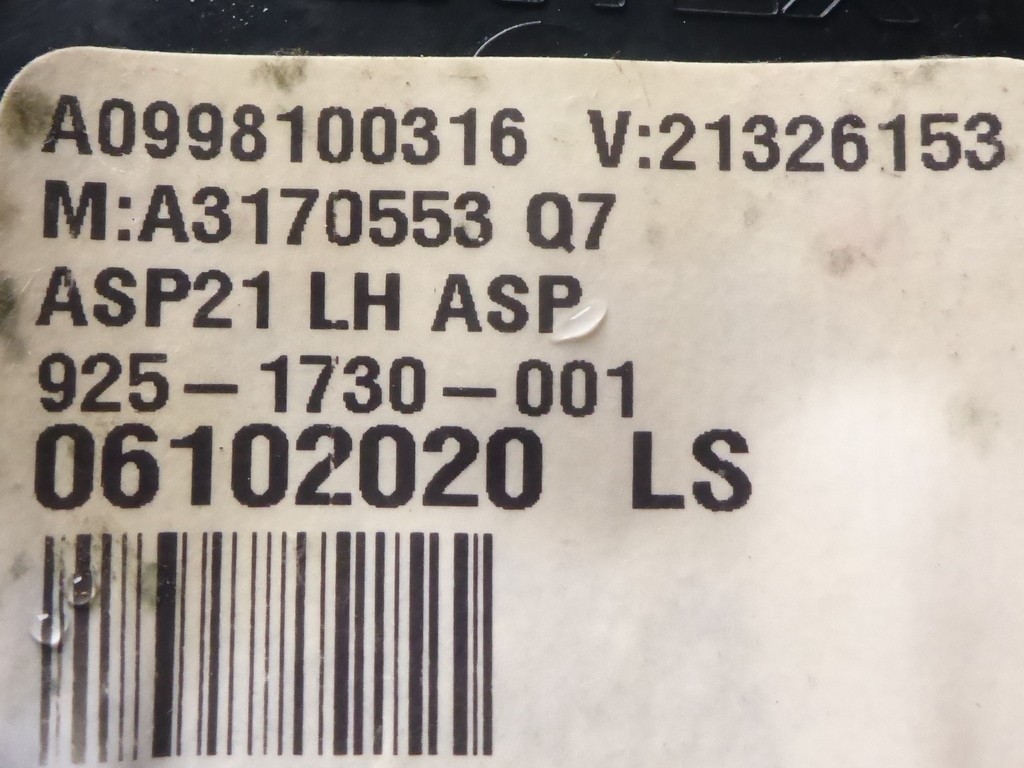 A0998100316 V:21326153
M:A3170553 Q7
ASP21 LH ASP
925-1730-001
06102020 LS